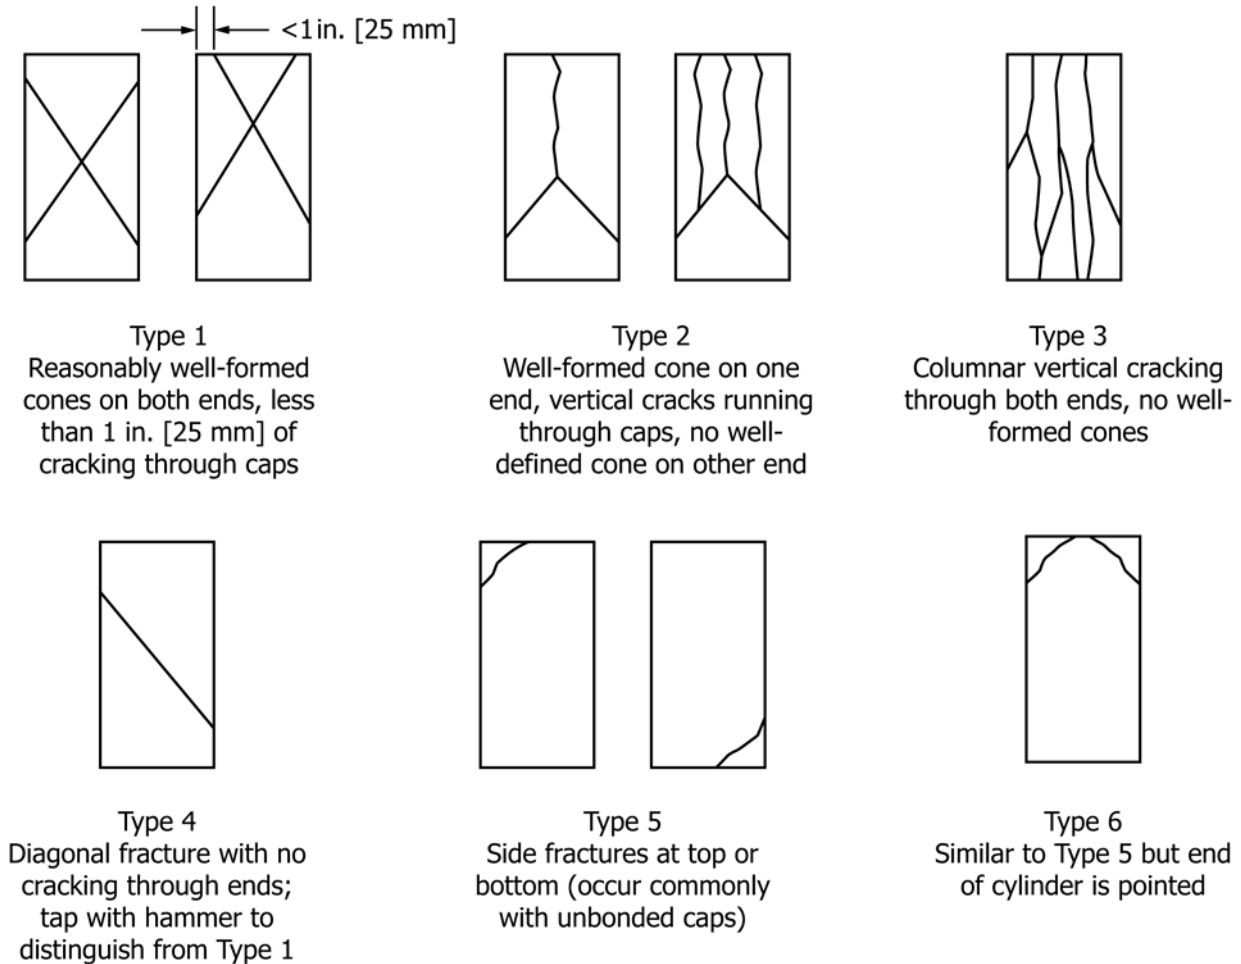 <1in. [25 mm]
Type 1
Reasonably well-formed
cones on both ends, less
than 1 in. [25 mm] of
cracking through caps
Type 2
Well-formed cone on one
end, vertical cracks running
through caps, no well-
defined cone on other end
Type 3
Columnar vertical cracking
through both ends, no well-
formed cones
Type 4
Diagonal fracture with no
cracking through ends;
tap with hammer to
distinguish from Type 1
Type 5
Side fractures at top or
bottom (occur commonly
with unbonded caps)
Type 6
Similar to Type 5 but end
of cylinder is pointed